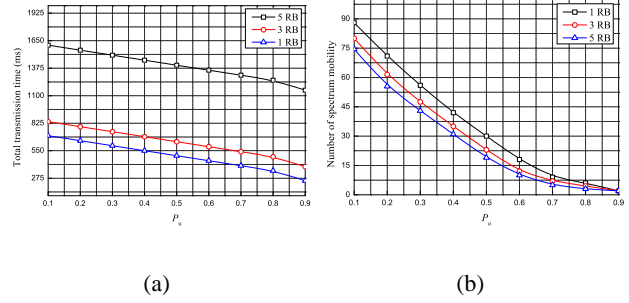 1925
1650
1375
1100
825
550
275
Total transmission time (ms)
5 RB
3 RB
1 RB
0.1 0.2 0.3 0.4 0.5 0.6 0.7 0.8 0.9
Pu
(a)
90
75
60
45
30
15
0
Number of spectrum mobility
1 RB
3 RB
5 RB
0.1 0.2 0.3 0.4 0.5 0.6 0.7 0.8 0.9
Pu
(b)